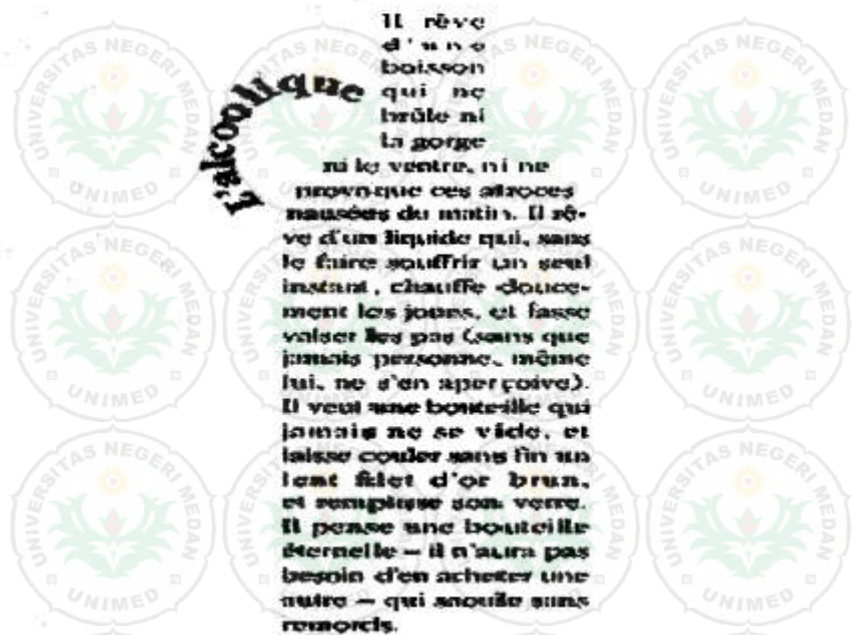 L'alcoolique
Il rêve
d'une
boisson
qui ne
brûle ni
la gorge
ni le ventre, ni ne
provoque ces atroces
nausées du matin. Il rê-
ve d'un liquide qui, sans
le faire souffrir un seul
instant, chauffe douce-
ment les joues, et fasse
valser les pas (sans que
jamais personne, même
lui, ne s'en aperçoive).
Il veut une bouteille qui
jamais ne se vide, et
laisse couler sans fin un
lent filet d'or brun,
et remplisse son verre.
Il pense une bouteille
éternelle – il n'aura pas
besoin d'en acheter une
autre – qui saoule sans
remords.
UNIVERSITAS NEGERI MEDAN
UNIMED